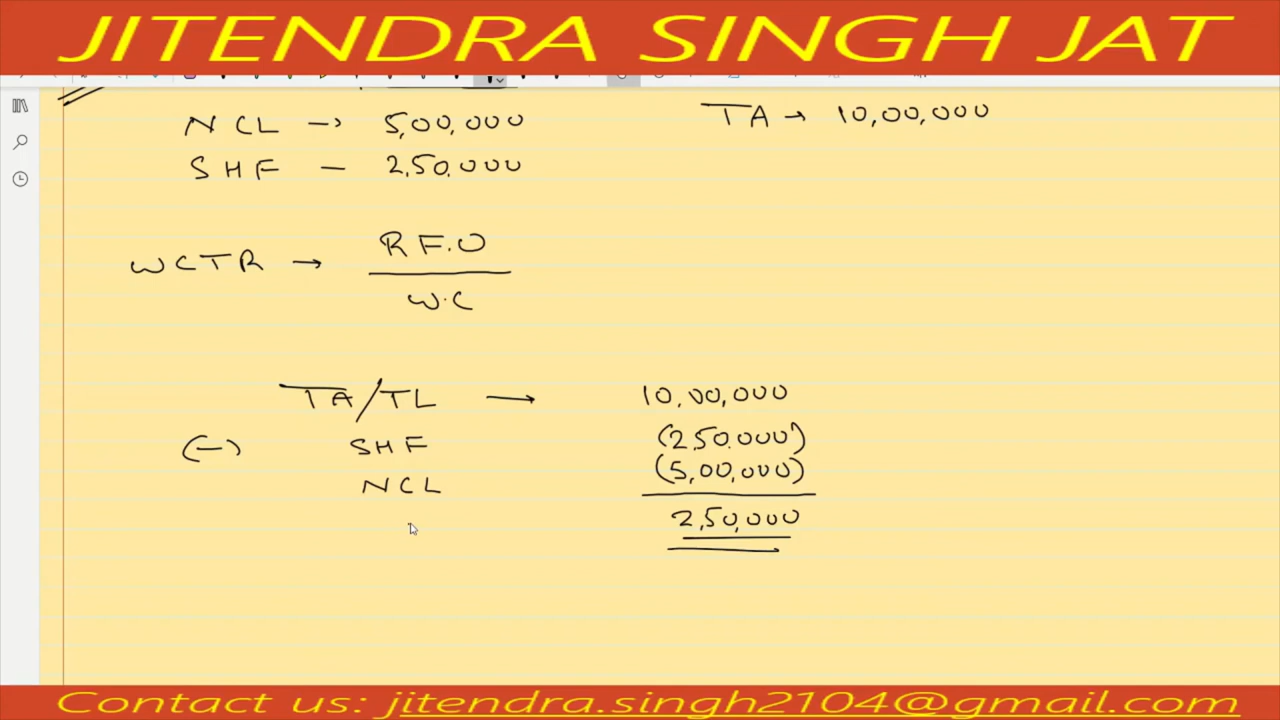 JITENDRA SINGH JAT
NCL → 5,00,000
TA → 10,00,000
SHF — 2,50,000
WCTR → R F.O
W.C
TA/TL → 10,00,000
(-) SHF (2,50,000)
NCL (5,00,000)
2,50,000
Contact us: jitendra.singh2104@gmail.com